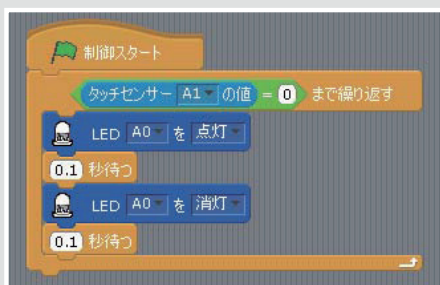 制御スタート
タッチセンサー A1 の値 = 0 まで繰り返す
LED A0 を 点灯
0.1 秒待つ
LED A0 を 消灯
0.1 秒待つ